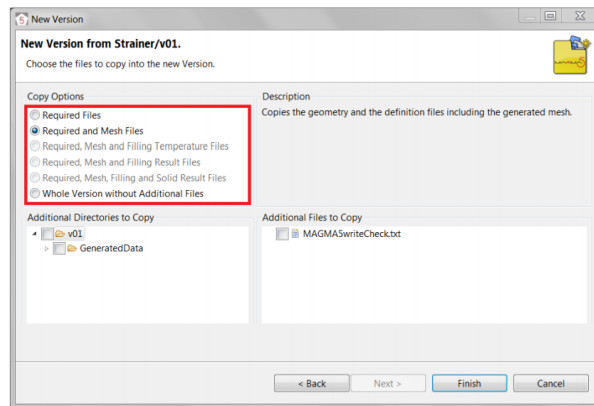 5 New Version
New Version from Strainer/v01.
Choose the files to copy into the new Version.
Copy Options
Required Files
Required and Mesh Files
Required, Mesh and Filling Temperature Files
Required, Mesh and Filling Result Files
Required, Mesh, Filling and Solid Result Files
Whole Version without Additional Files
Description
Copies the geometry and the definition files including the generated mesh.
Additional Directories to Copy
v01
GeneratedData
Additional Files to Copy
MAGMA5writeCheck.txt
< Back
Next >
Finish
Cancel